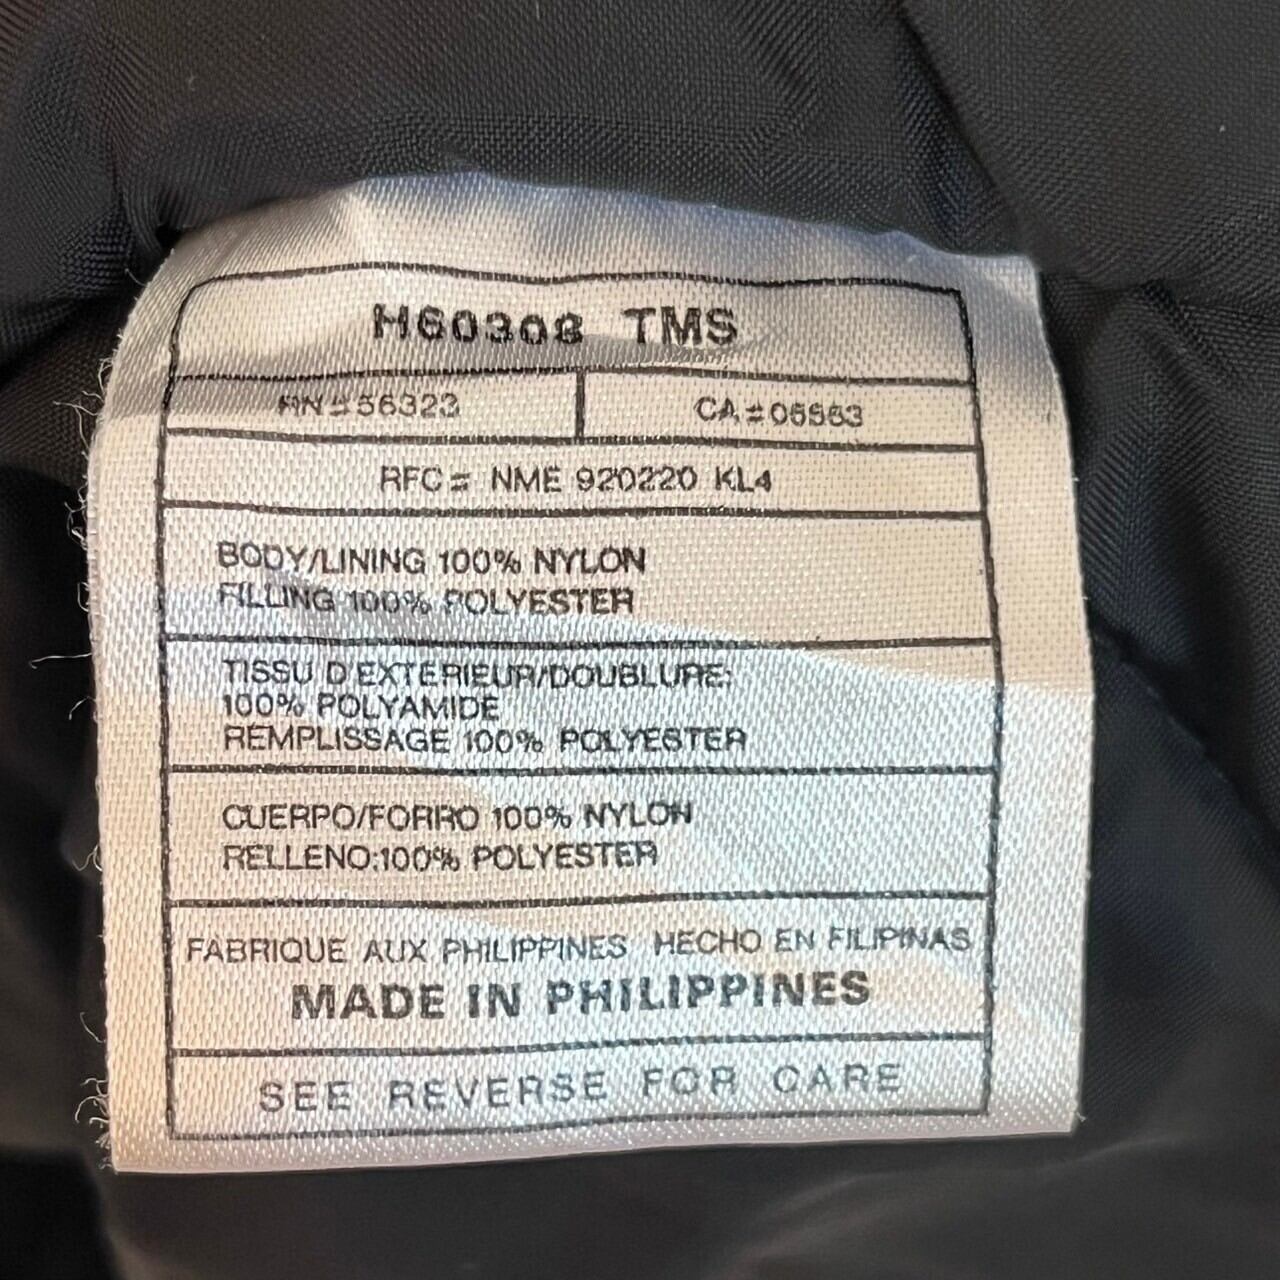 H60308 TMS
RN=56323
CA=05563
RFC= NME 920220 KL4
BODY/LINING 100% NYLON
FILLING 100% POLYESTER
TISSU D'EXTERIEUR/DOUBLURE:
100% POLYAMIDE
REMPLISSAGE 100% POLYESTER
CUERPO/FORRO 100% NYLON
RELLENO:100% POLYESTER
FABRIQUE AUX PHILIPPINES HECHO EN FILIPINAS
MADE IN PHILIPPINES
SEE REVERSE FOR CARE